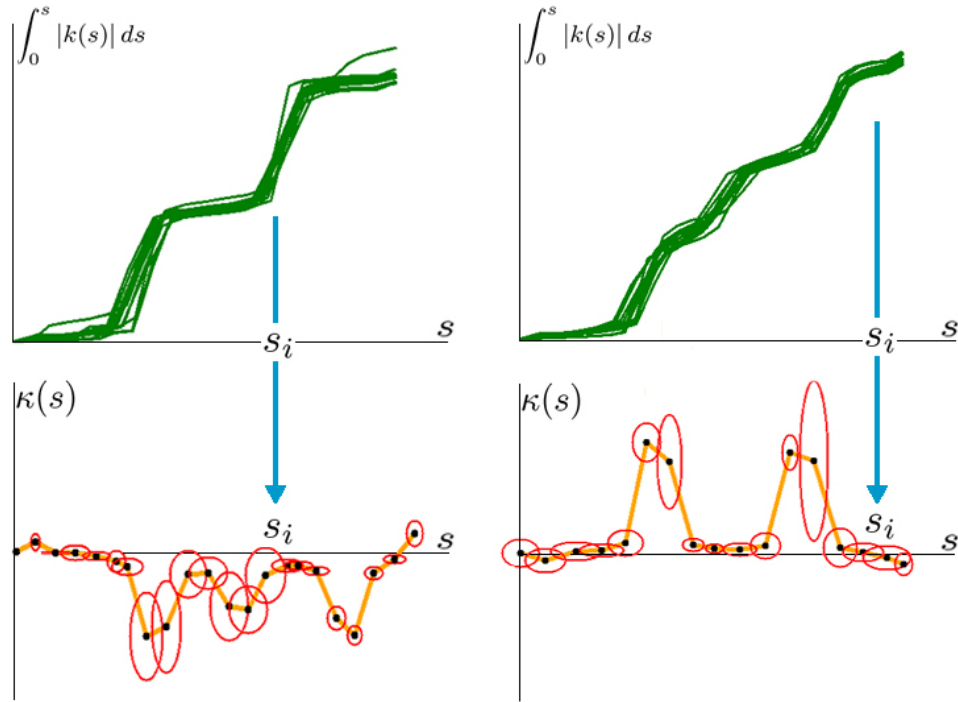 ∫₀ˢ |k(s)| ds
∫₀ˢ |k(s)| ds
s
sᵢ
s
sᵢ
κ(s)
κ(s)
sᵢ
s
sᵢ
s